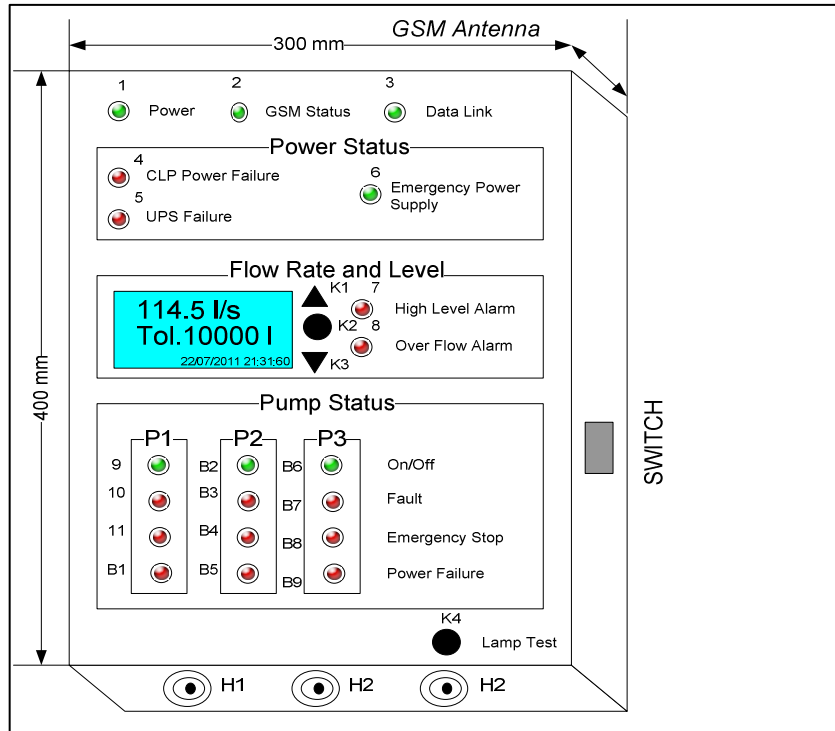 GSM Antenna
300 mm
1 2 3
Power GSM Status Data Link
Power Status
4
CLP Power Failure
5
UPS Failure
6
Emergency Power
Supply
Flow Rate and Level
114.5 l/s
Tol.10000 l
22/07/2011 21:31:60
K1
K2
K3
7
High Level Alarm
8
Over Flow Alarm
400 mm
Pump Status
P1 P2 P3
9 B2 B6 On/Off
10 B3 B7 Fault
11 B4 B8 Emergency Stop
B1 B5 B9 Power Failure
SWITCH
K4
Lamp Test
H1 H2 H2